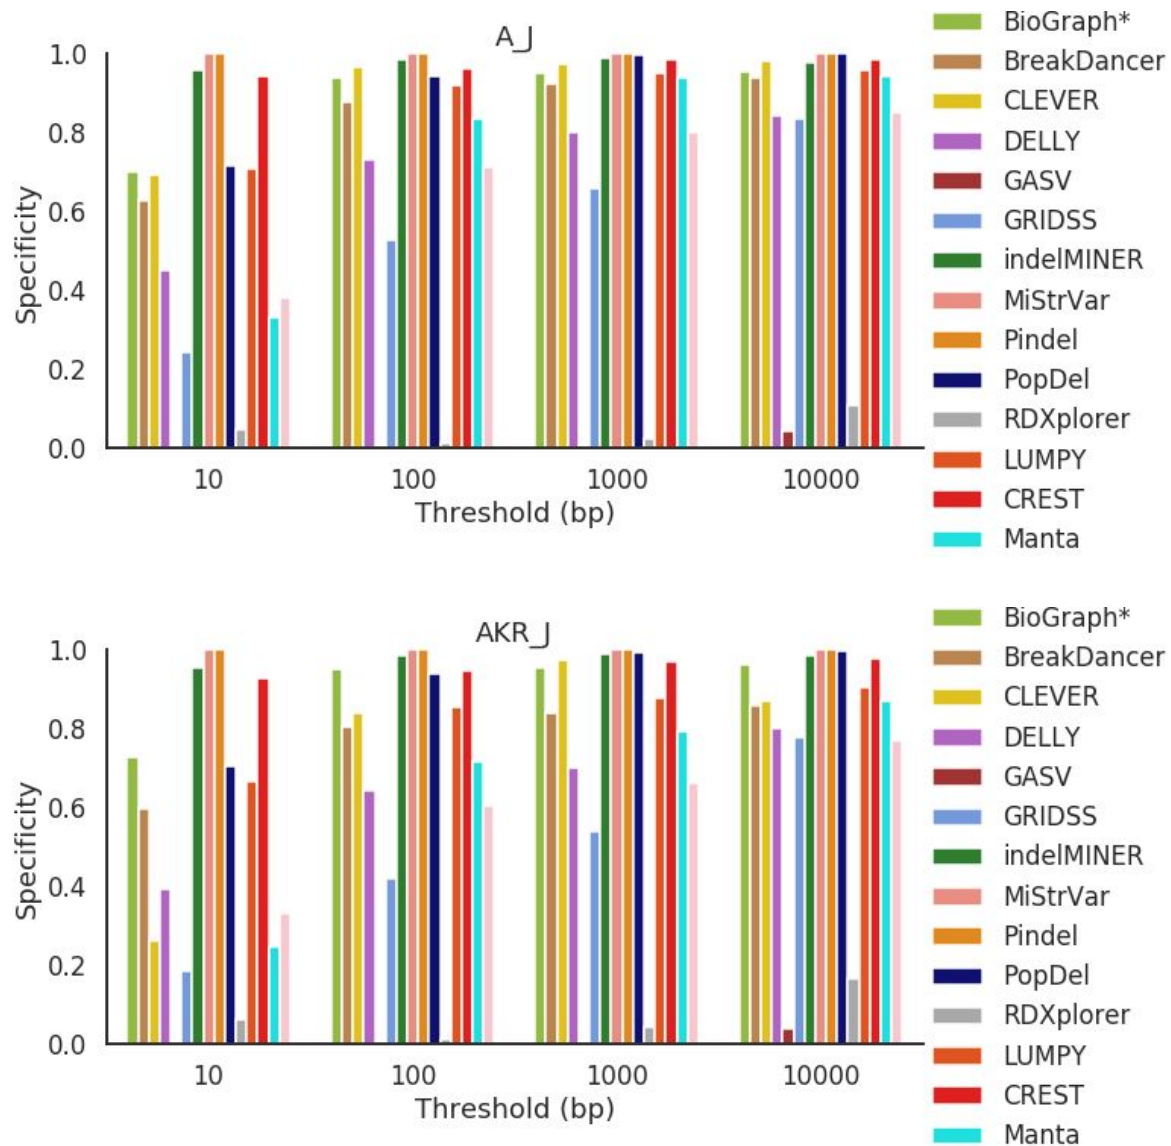 A_J
Specificity
1.0
0.8
0.6
0.4
0.2
0.0
10 100 1000 10000
Threshold (bp)
BioGraph*
BreakDancer
CLEVER
DELLY
GASV
GRIDSS
indelMINER
MiStrVar
Pindel
PopDel
RDXplorer
LUMPY
CREST
Manta
AKR_J
Specificity
1.0
0.8
0.6
0.4
0.2
0.0
10 100 1000 10000
Threshold (bp)
BioGraph*
BreakDancer
CLEVER
DELLY
GASV
GRIDSS
indelMINER
MiStrVar
Pindel
PopDel
RDXplorer
LUMPY
CREST
Manta